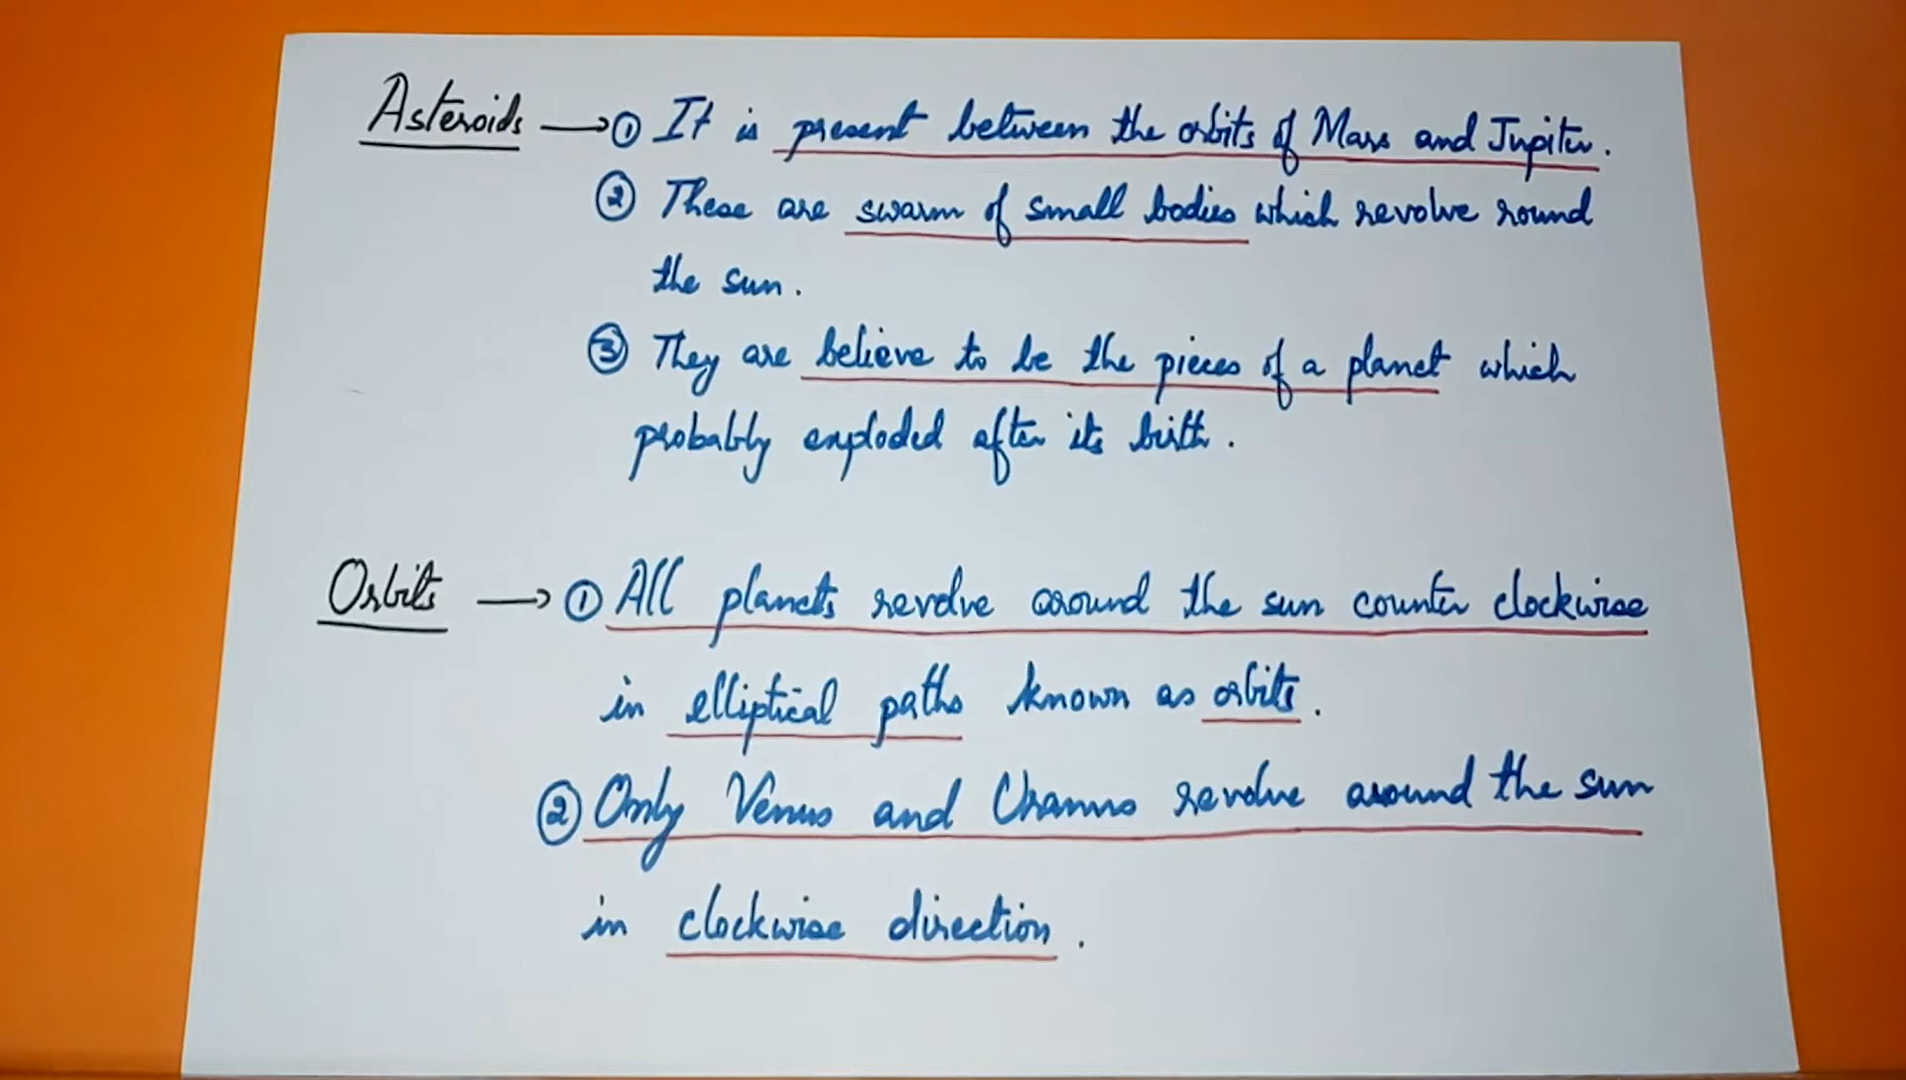 Asteroids → ① It is present between the orbits of Mars and Jupiter.
② These are swarm of small bodies which revolve round
the sun.
③ They are believe to be the pieces of a planet which
probably exploded after its birth.
Orbits → ① All planets revolve around the sun counter clockwise
in elliptical paths known as orbits.
② Only Venus and Uranus revolve around the sun
in clockwise direction.